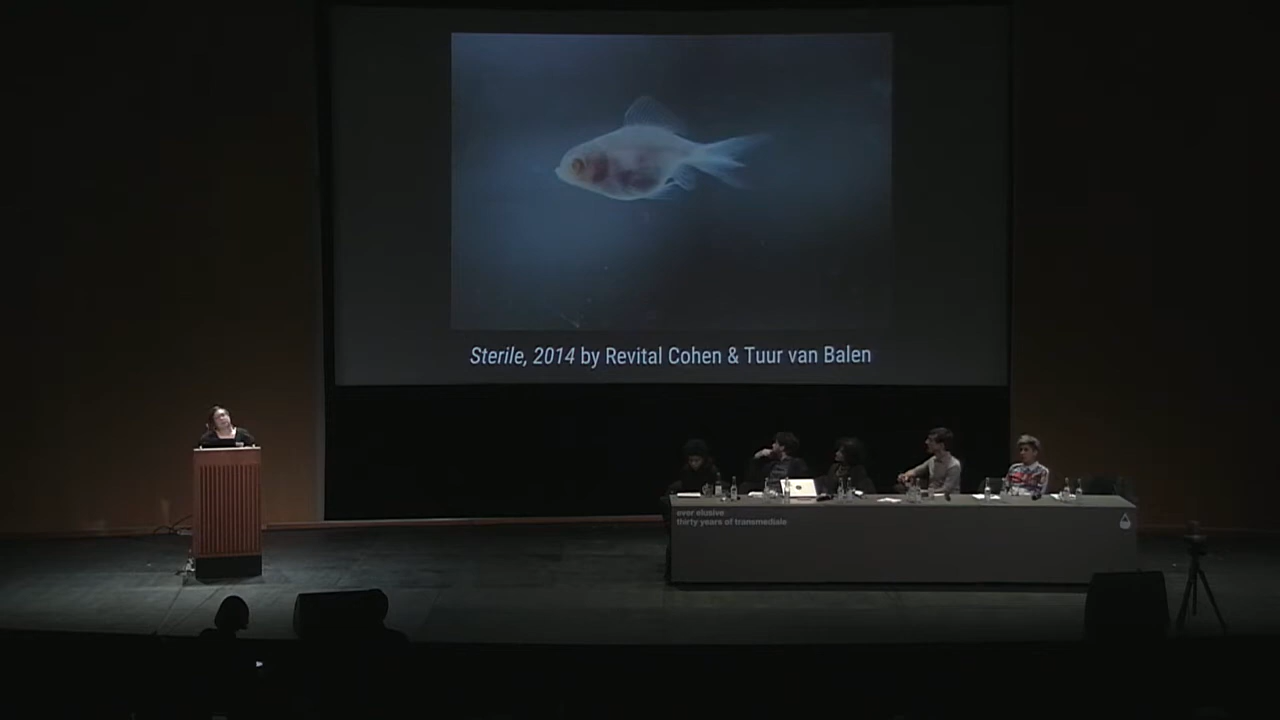 Sterile, 2014 by Revital Cohen & Tuur van Balen
ever elusive
thirty years of transmediale